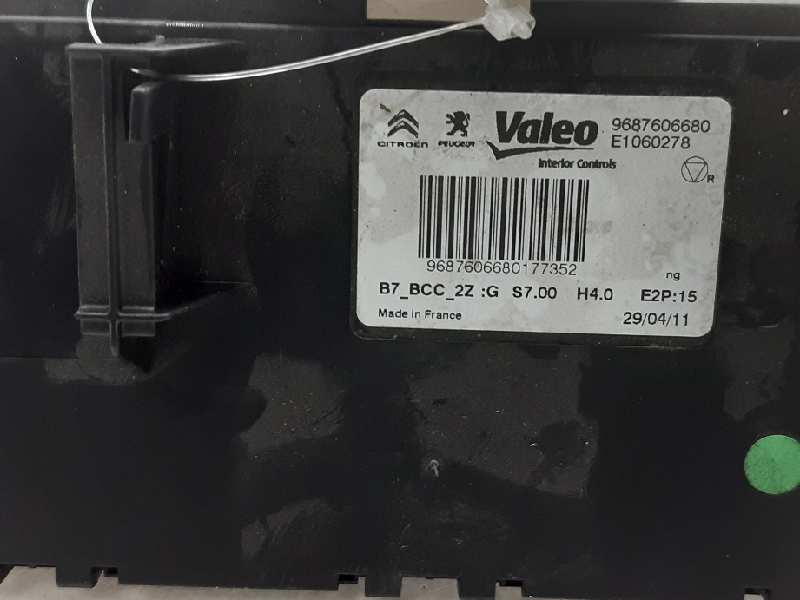 CITROËN PEUGEOT Valeo 9687606680
E1060278
Interior Controls
R
9687606680177352
ng
B7_BCC_2Z :G S7.00 H4.0 E2P:15
Made in France 29/04/11